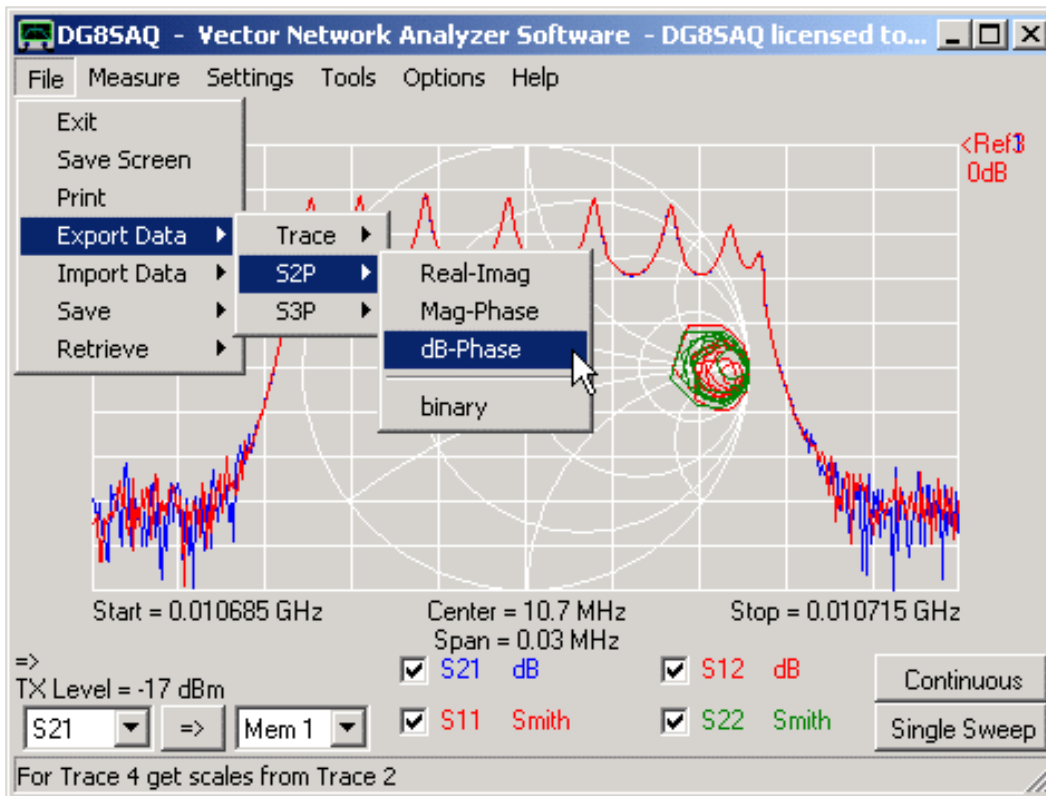 DG8SAQ - Vector Network Analyzer Software - DG8SAQ licensed to...
File Measure Settings Tools Options Help
Exit
Save Screen
Print
Export Data
Import Data
Save
Retrieve
Trace
S2P
S3P
Real-Imag
Mag-Phase
dB-Phase
binary
0dB
Start = 0.010685 GHz Center = 10.7 MHz Stop = 0.010715 GHz
Span = 0.03 MHz
=>
TX Level = -17 dBm
S21 dB S12 dB Continuous
S21 => Mem 1 S11 Smith S22 Smith Single Sweep
For Trace 4 get scales from Trace 2